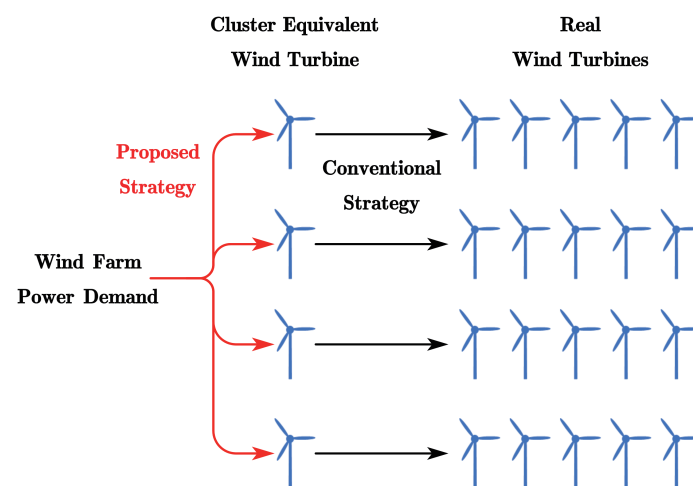 Cluster Equivalent
Wind Turbine
Real
Wind Turbines
Proposed
Strategy
Conventional
Strategy
Wind Farm
Power Demand